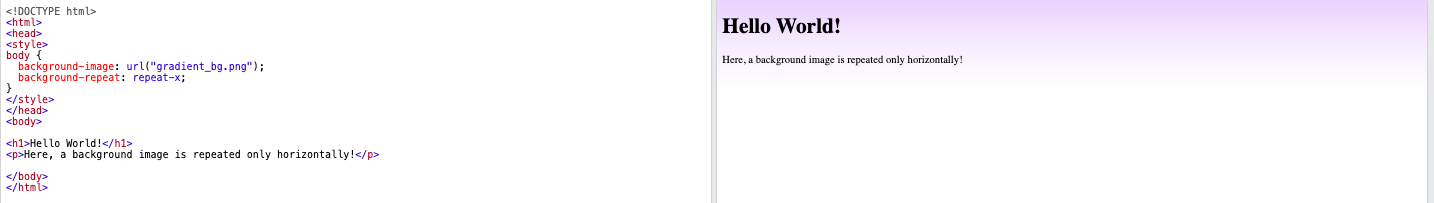 <!DOCTYPE html>
<html>
<head>
<style>
body {
  background-image: url("gradient_bg.png");
  background-repeat: repeat-x;
}
</style>
</head>
<body>

<h1>Hello World!</h1>
<p>Here, a background image is repeated only horizontally!</p>

</body>
</html>
Hello World!
Here, a background image is repeated only horizontally!